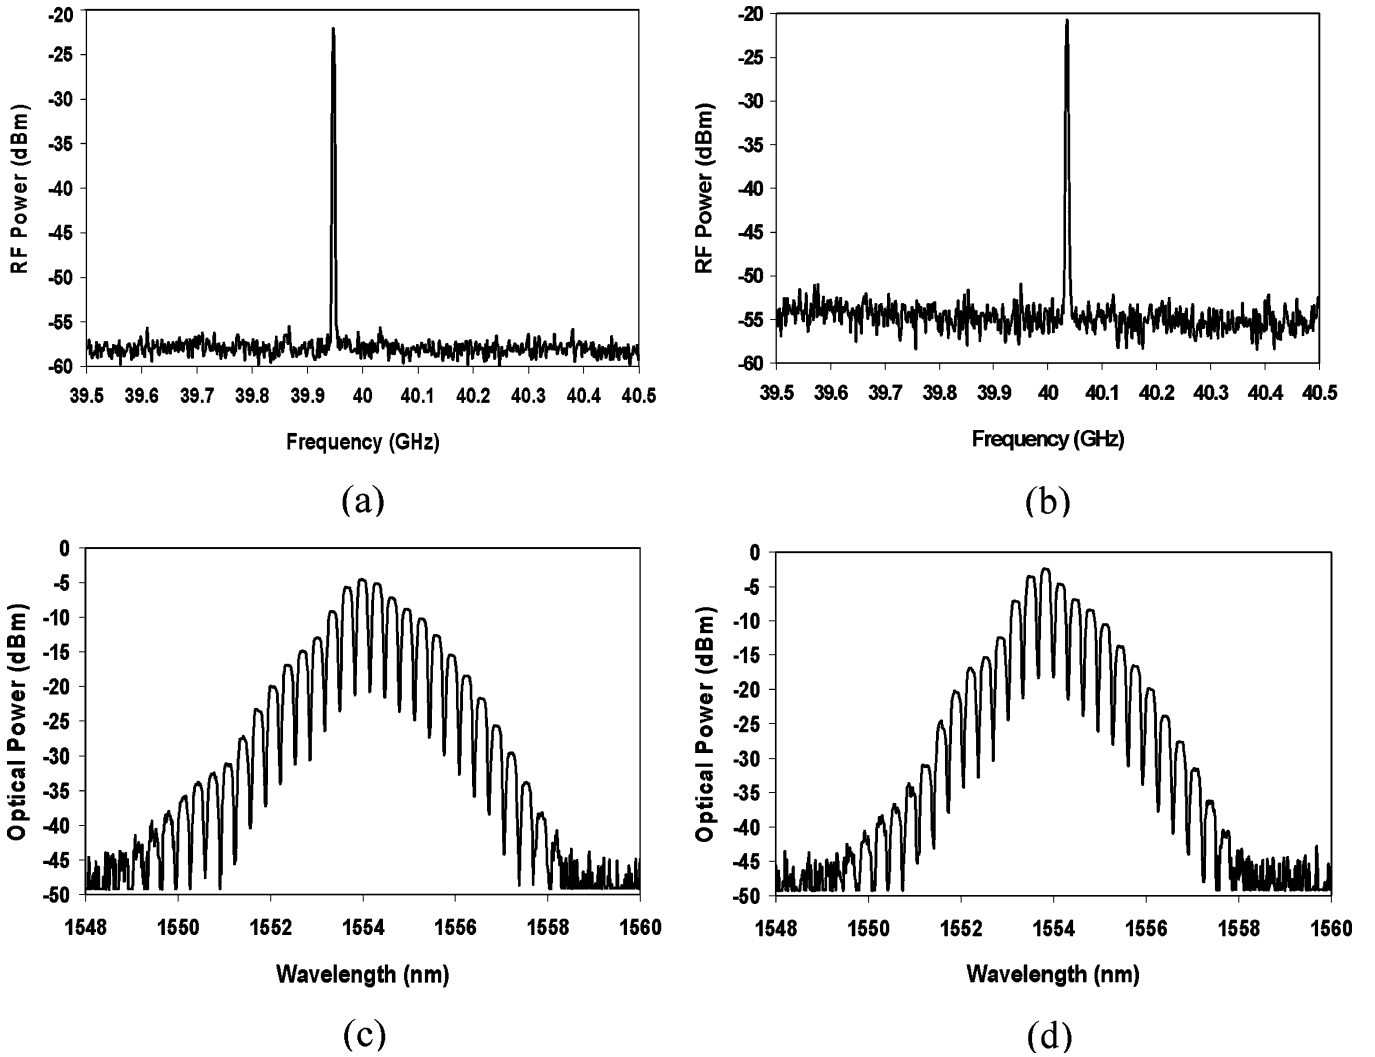 -20
-25
-30
-35
-40
-45
-50
-55
-60
RF Power (dBm)
39.5 39.6 39.7 39.8 39.9 40 40.1 40.2 40.3 40.4 40.5
Frequency (GHz)
(a)
-20
-25
-30
-35
-40
-45
-50
-55
-60
RF Power (dBm)
39.5 39.6 39.7 39.8 39.9 40 40.1 40.2 40.3 40.4 40.5
Frequency (GHz)
(b)
0
-5
-10
-15
-20
-25
-30
-35
-40
-45
-50
Optical Power (dBm)
1548 1550 1552 1554 1556 1558 1560
Wavelength (nm)
(c)
0
-5
-10
-15
-20
-25
-30
-35
-40
-45
-50
Optical Power (dBm)
1548 1550 1552 1554 1556 1558 1560
Wavelength (nm)
(d)